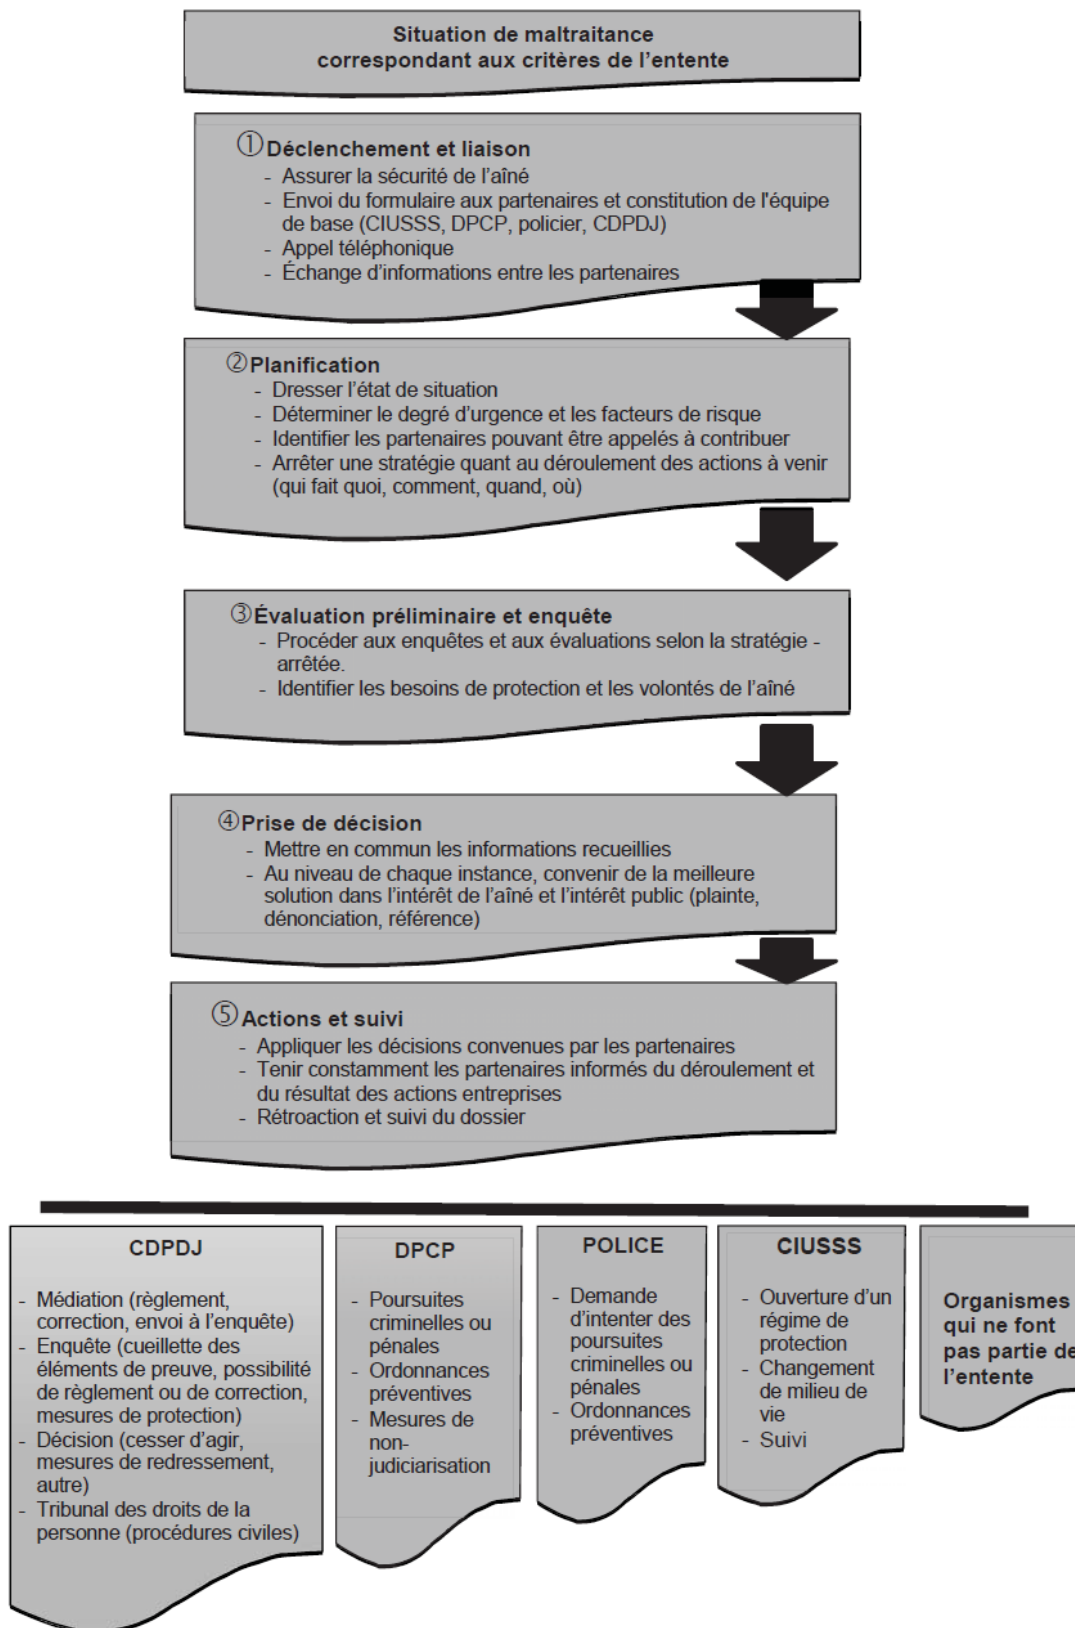 Situation de maltraitance
correspondant aux critères de l'entente
① Déclenchement et liaison
- Assurer la sécurité de l'aîné
- Envoi du formulaire aux partenaires et constitution de l'équipe
de base (CIUSSS, DPCP, policier, CDPDJ)
- Appel téléphonique
- Échange d'informations entre les partenaires
② Planification
- Dresser l'état de situation
- Déterminer le degré d'urgence et les facteurs de risque
- Identifier les partenaires pouvant être appelés à contribuer
- Arrêter une stratégie quant au déroulement des actions à venir
(qui fait quoi, comment, quand, où)
③ Évaluation préliminaire et enquête
- Procéder aux enquêtes et aux évaluations selon la stratégie -
arrêtée.
- Identifier les besoins de protection et les volontés de l'aîné
④ Prise de décision
- Mettre en commun les informations recueillies
- Au niveau de chaque instance, convenir de la meilleure
solution dans l'intérêt de l'aîné et l'intérêt public (plainte,
dénonciation, référence)
⑤ Actions et suivi
- Appliquer les décisions convenues par les partenaires
- Tenir constamment les partenaires informés du déroulement et
du résultat des actions entreprises
- Rétroaction et suivi du dossier
CDPDJ
- Médiation (règlement,
correction, envoi à l'enquête)
- Enquête (cueillette des
éléments de preuve, possibilité
de règlement ou de correction,
mesures de protection)
- Décision (cesser d'agir,
mesures de redressement,
autre)
- Tribunal des droits de la
personne (procédures civiles)
DPCP
- Poursuites
criminelles ou
pénales
- Ordonnances
préventives
- Mesures de
non-
judiciarisation
POLICE
- Demande
d'intenter des
poursuites
criminelles ou
pénales
- Ordonnances
préventives
CIUSSS
- Ouverture d'un
régime de
protection
- Changement
de milieu de
vie
- Suivi
Organismes
qui ne font
pas partie de
l'entente